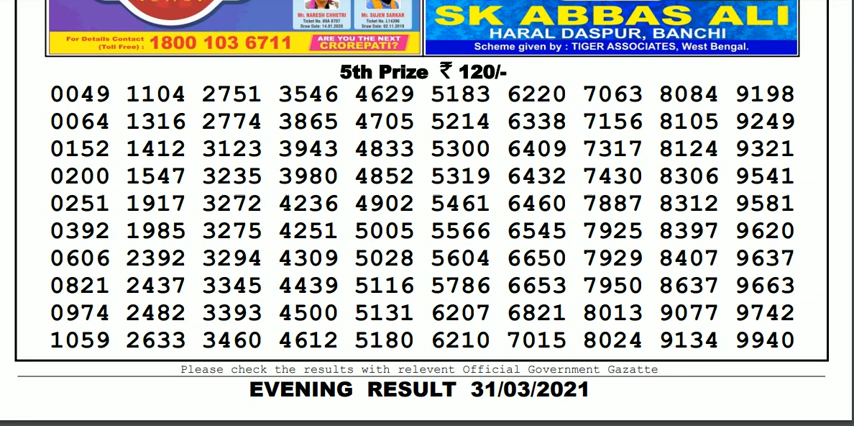 Mr. NARESH CHHETRI
Mr. SUJEN SARKAR
For Details Contact
(Toll Free) : 1800 103 6711
ARE YOU THE NEXT
CROREPATI?
SK ABBAS ALI
HARAL DASPUR, BANCHI
Scheme given by : TIGER ASSOCIATES, West Bengal.
5th Prize ₹ 120/-
0049 1104 2751 3546 4629 5183 6220 7063 8084 9198
0064 1316 2774 3865 4705 5214 6338 7156 8105 9249
0152 1412 3123 3943 4833 5300 6409 7317 8124 9321
0200 1547 3235 3980 4852 5319 6432 7430 8306 9541
0251 1917 3272 4236 4902 5461 6460 7887 8312 9581
0392 1985 3275 4251 5005 5566 6545 7925 8397 9620
0606 2392 3294 4309 5028 5604 6650 7929 8407 9637
0821 2437 3345 4439 5116 5786 6653 7950 8637 9663
0974 2482 3393 4500 5131 6207 6821 8013 9077 9742
1059 2633 3460 4612 5180 6210 7015 8024 9134 9940
Please check the results with relevent Official Government Gazatte
EVENING RESULT 31/03/2021